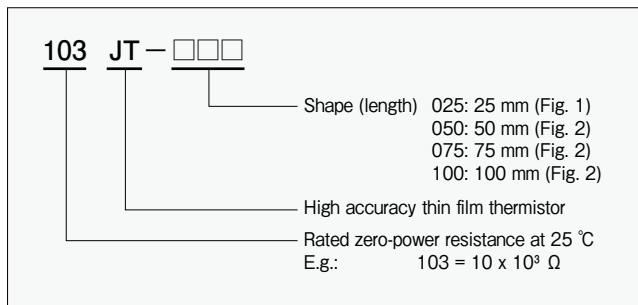 103 JT － □□□
Shape (length) 025: 25 mm (Fig. 1)
050: 50 mm (Fig. 2)
075: 75 mm (Fig. 2)
100: 100 mm (Fig. 2)
High accuracy thin film thermistor
Rated zero-power resistance at 25 ℃
E.g.: 103 = 10 x 10³ Ω